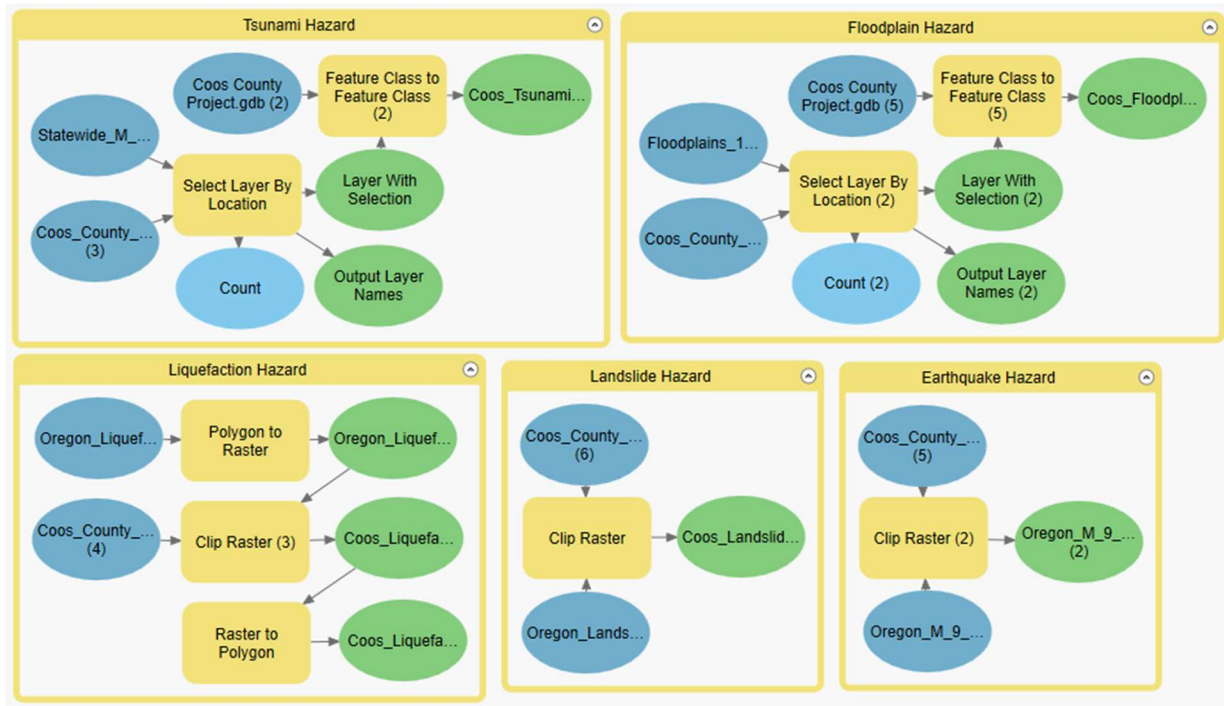 Tsunami Hazard
Coos County
Project.gdb (2)
Feature Class to
Feature Class
(2)
Coos_Tsunami...
Statewide_M_...
Select Layer By
Location
Layer With
Selection
Coos_County_...
(3)
Count
Output Layer
Names
Floodplain Hazard
Coos County
Project.gdb (5)
Feature Class to
Feature Class
(5)
Coos_Floodpl...
Floodplains_1...
Select Layer By
Location (2)
Layer With
Selection (2)
Coos_County_...
Count (2)
Output Layer
Names (2)
Liquefaction Hazard
Oregon_Liquef...
Polygon to
Raster
Oregon_Liquef...
Coos_County_...
(4)
Clip Raster (3)
Coos_Liquefa...
Raster to
Polygon
Coos_Liquefa...
Landslide Hazard
Coos_County_...
(6)
Clip Raster
Coos_Landslid...
Oregon_Lands...
Earthquake Hazard
Coos_County_...
(5)
Clip Raster (2)
Oregon_M_9_...
(2)
Oregon_M_9_...